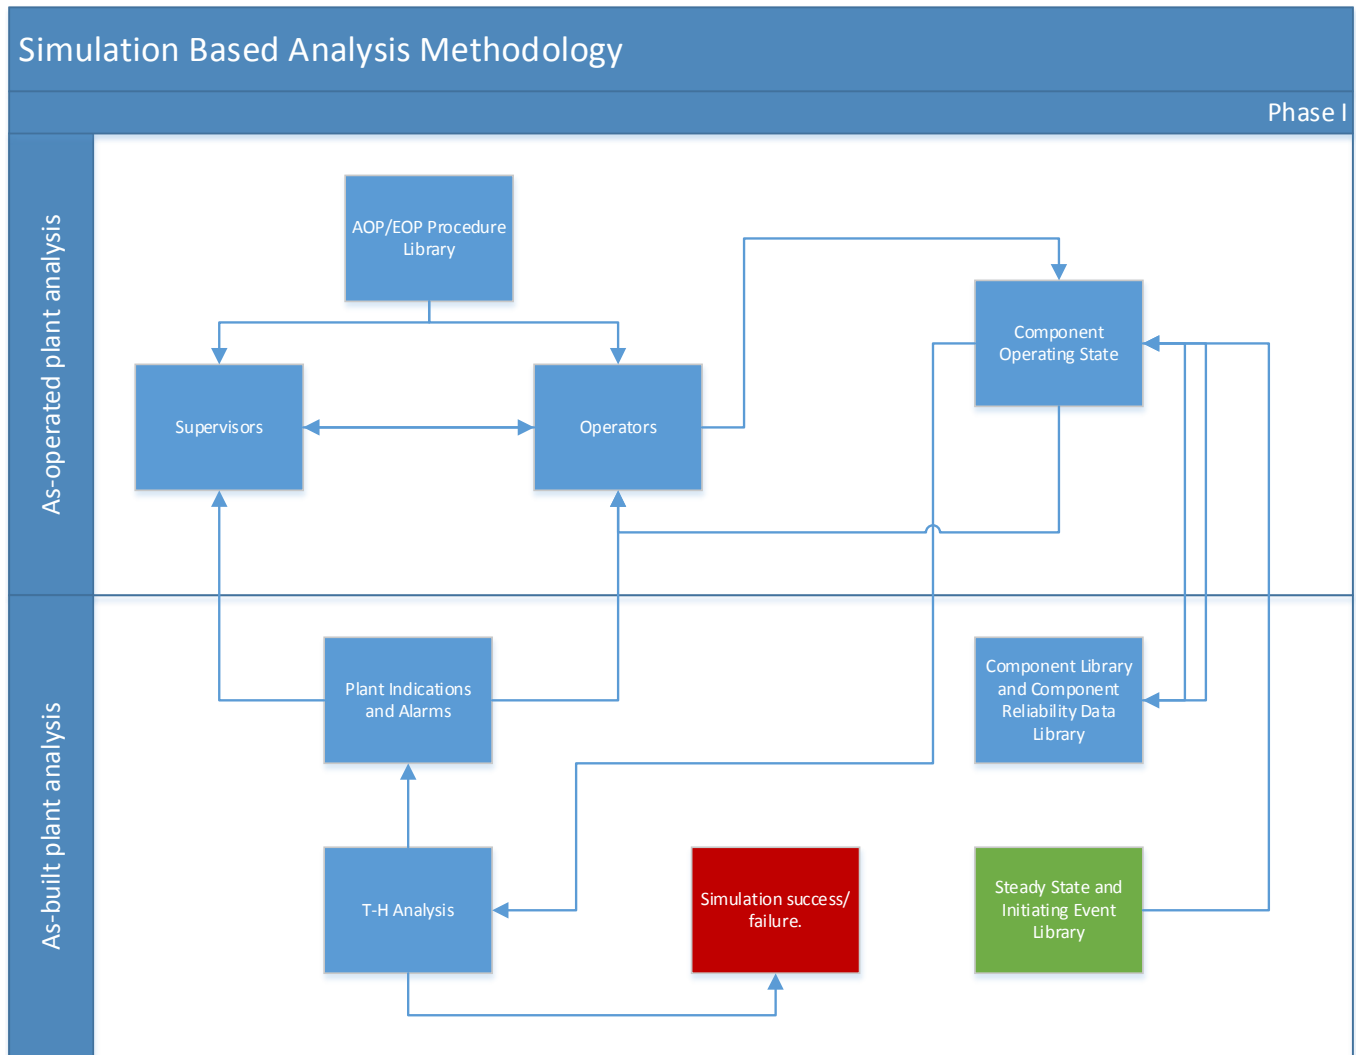 Simulation Based Analysis Methodology
Phase I
As-operated plant analysis
AOP/EOP Procedure
Library
Component
Operating State
Supervisors
Operators
As-built plant analysis
Plant Indications
and Alarms
Component Library
and Component
Reliability Data
Library
T-H Analysis
Simulation success/
failure.
Steady State and
Initiating Event
Library